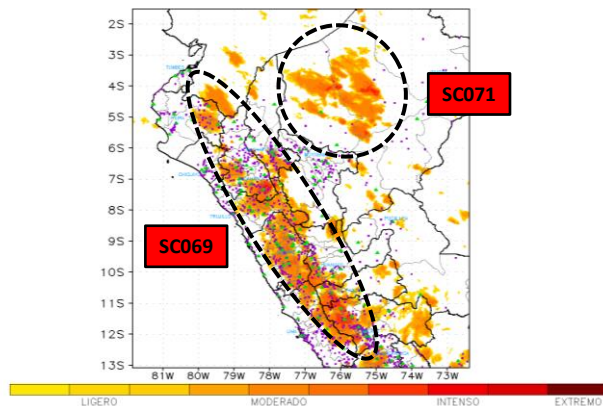 2S
3S
4S
SC071
5S
6S
7S
8S
9S
SC069
10S
11S
12S
13S
81W 80W 79W 78W 77W 76W 75W 74W 73W
LIGERO MODERADO INTENSO EXTREMO